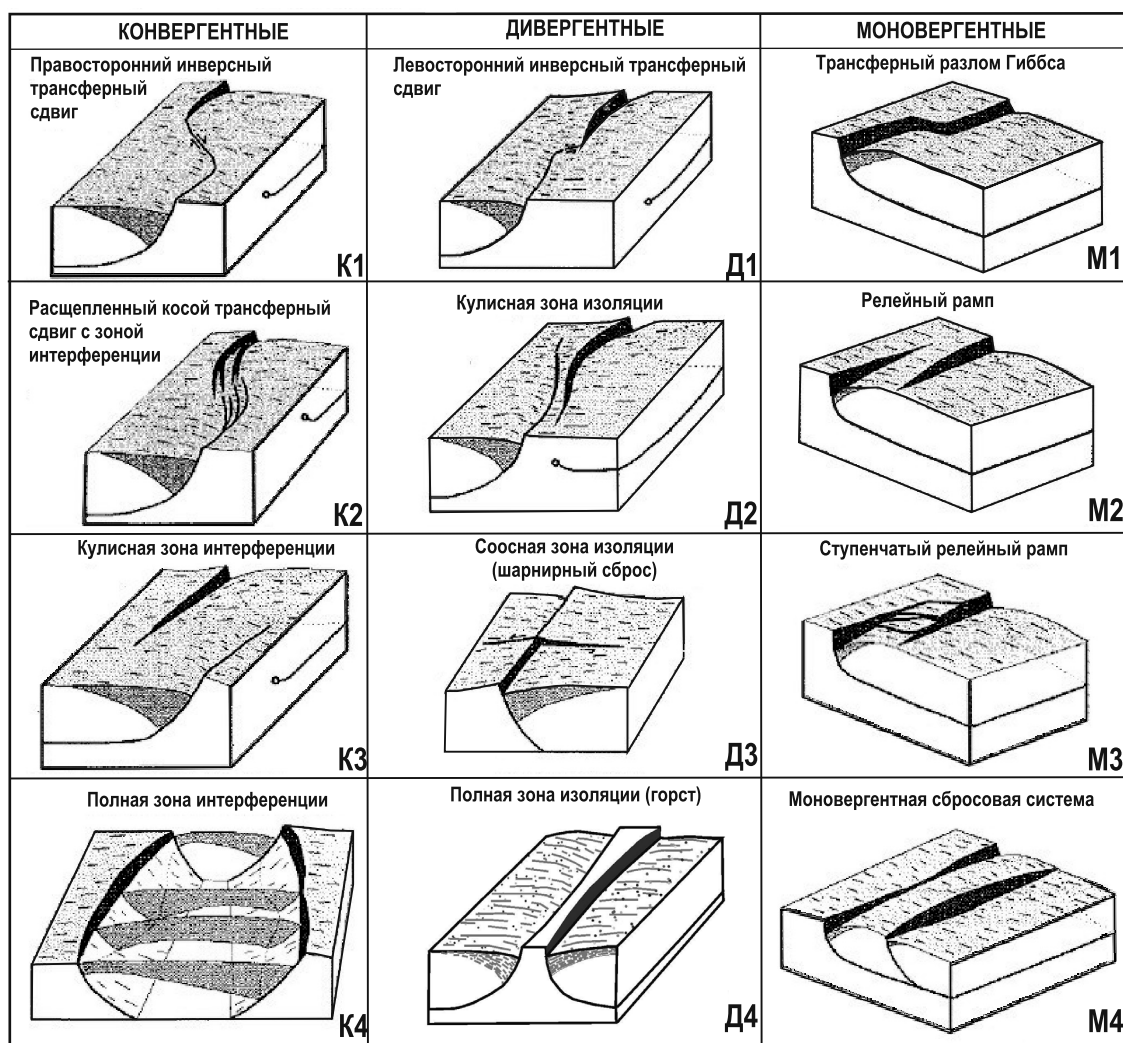 КОНВЕРГЕНТНЫЕ
ДИВЕРГЕНТНЫЕ
МОНОВЕРГЕНТНЫЕ
Правосторонний инверсный
трансферный
сдвиг
К1
Левосторонний инверсный трансферный
сдвиг
Д1
Трансферный разлом Гиббса
М1
Расщепленный косой трансферный
сдвиг с зоной
интерференции
К2
Кулисная зона изоляции
Д2
Релейный рамп
М2
Кулисная зона интерференции
К3
Соосная зона изоляции
(шарнирный сброс)
Д3
Ступенчатый релейный рамп
М3
Полная зона интерференции
К4
Полная зона изоляции (горст)
Д4
Моновергентная сбросовая система
М4